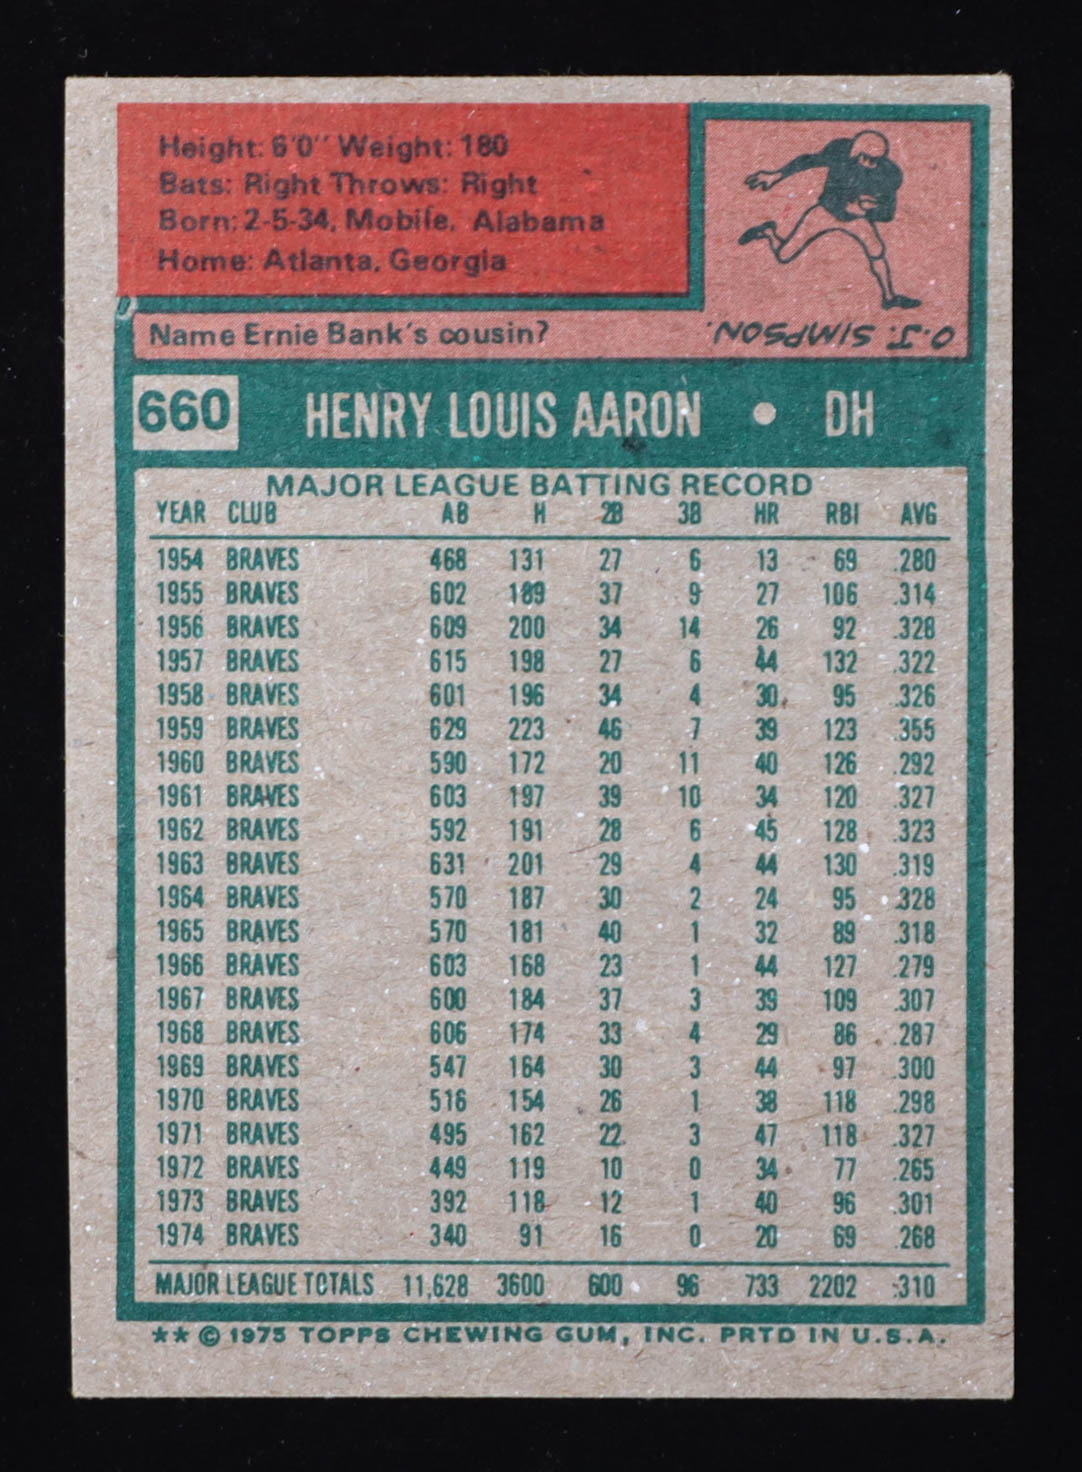 Height: 6'0" Weight: 180
Bats: Right Throws: Right
Born: 2-5-34, Mobile, Alabama
Home: Atlanta, Georgia
Name Ernie Bank's cousin?
O.J. SIMPSON.
660 HENRY LOUIS AARON • DH
MAJOR LEAGUE BATTING RECORD
YEAR CLUB AB H 2B 3B HR RBI AVG
1954 BRAVES 468 131 27 6 13 69 .280
1955 BRAVES 602 189 37 9 27 106 .314
1956 BRAVES 609 200 34 14 26 92 .328
1957 BRAVES 615 198 27 6 44 132 .322
1958 BRAVES 601 196 34 4 30 95 .326
1959 BRAVES 629 223 46 7 39 123 .355
1960 BRAVES 590 172 20 11 40 126 .292
1961 BRAVES 603 197 39 10 34 120 .327
1962 BRAVES 592 191 28 6 45 128 .323
1963 BRAVES 631 201 29 4 44 130 .319
1964 BRAVES 570 187 30 2 24 95 .328
1965 BRAVES 570 181 40 1 32 89 .318
1966 BRAVES 603 168 23 1 44 127 .279
1967 BRAVES 600 184 37 3 39 109 .307
1968 BRAVES 606 174 33 4 29 86 .287
1969 BRAVES 547 164 30 3 44 97 .300
1970 BRAVES 516 154 26 1 38 118 .298
1971 BRAVES 495 162 22 3 47 118 .327
1972 BRAVES 449 119 10 0 34 77 .265
1973 BRAVES 392 118 12 1 40 96 .301
1974 BRAVES 340 91 16 0 20 69 .268
MAJOR LEAGUE TOTALS 11,628 3600 600 96 733 2202 .310
★★ © 1975 TOPPS CHEWING GUM, INC. PRTD IN U.S.A.